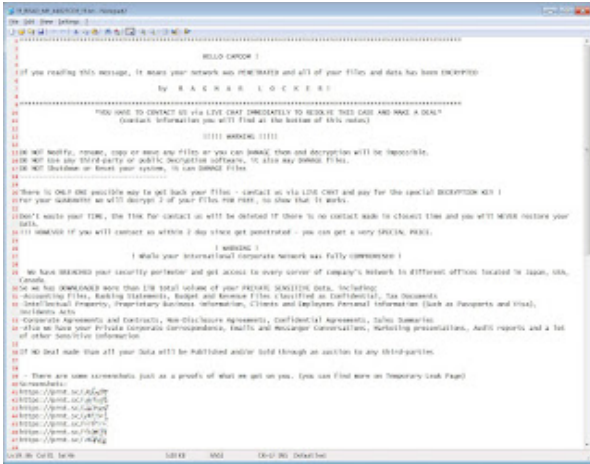 File Edit View Settings ?
HELLO CAPCOM !
If you reading this message, it means your network was PENETRATED and all of your files and data has been ENCRYPTED
by R A G N A R L O C K E R !
*YOU HAVE TO CONTACT US via LIVE CHAT IMMEDIATELY TO RESOLVE THIS CASE AND MAKE A DEAL*
(contact information you will find at the bottom of this notes)
!!!!! WARNING !!!!!
DO NOT Modify, rename, copy or move any files or you can DAMAGE them and decryption will be impossible.
DO NOT Use any third-party or public Decryption software, it also may DAMAGE files.
DO NOT Shutdown or Reset your system, it can DAMAGE files
There is ONLY ONE possible way to get back your files - contact us via LIVE CHAT and pay for the special DECRYPTION KEY !
For your GUARANTEE we will decrypt 2 of your files FOR FREE, to show that it works.
Don't waste your TIME, the link for contact us will be deleted if there is no contact made in closest time and you will NEVER restore your
DATA.
!!! HOWEVER if you will contact us within 2 day since get penetrated - you can get a very SPECIAL PRICE.
! WARNING !
! Whole your International Corporate Network was fully COMPROMISED !
We have BREACHED your security perimeter and get access to every server of company's Network in different offices located in Japan, USA,
Canada.
So we has DOWNLOADED more than 1TB total volume of your PRIVATE SENSITIVE Data, including:
-Accounting Files, Banking Statements, Budget and Revenue Files classified as Confidential, Tax Documents
-Intellectual Property, Proprietary Business information, Clients and Employees Personal information (Such as Passports and Visa),
Incidents Acts
-Corporate Agreements and Contracts, Non-Disclosure Agreements, Confidential Agreements, Sales Summaries
-Also we have your Private Corporate Correspondence, Emails and Messanger Conversations, Marketing presentations, Audit reports and a lot
of other Sensitive Information
If NO Deal made than all your Data will be Published and/or Sold through an auction to any third-parties
- There are some screenshots just as a proofs of what we got on you. (you can find more on Temporary Leak Page)
Screenshots:
https://prnt.sc/
https://prnt.sc/
https://prnt.sc/
https://prnt.sc/
https://prnt.sc/
https://prnt.sc/